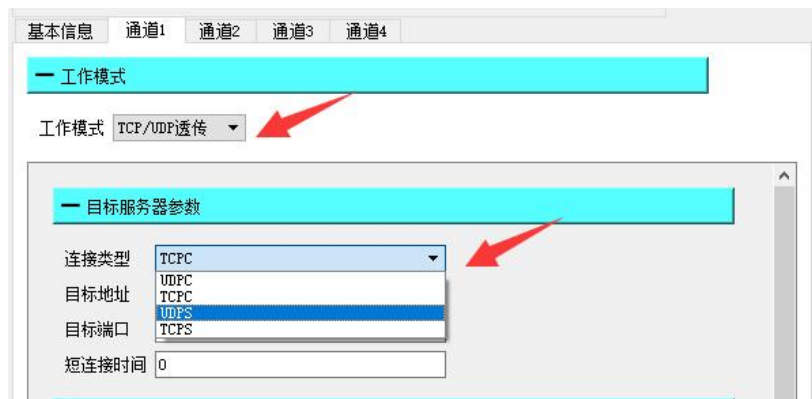 基本信息 通道1 通道2 通道3 通道4
一 工作模式
工作模式 TCP/UDP透传
一 目标服务器参数
连接类型 TCPC
UDPC
目标地址 TCPC
UDPS
目标端口 TCPS
短连接时间 0